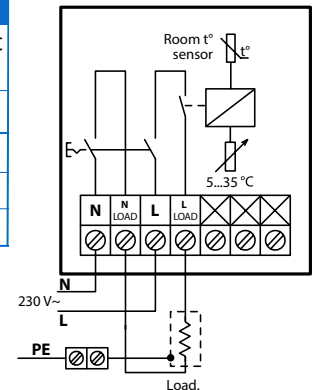 C
Room t°
sensor
t°
5...35 °C
N
N
LOAD
L
L
LOAD
N
230 V~
L
PE
Load.